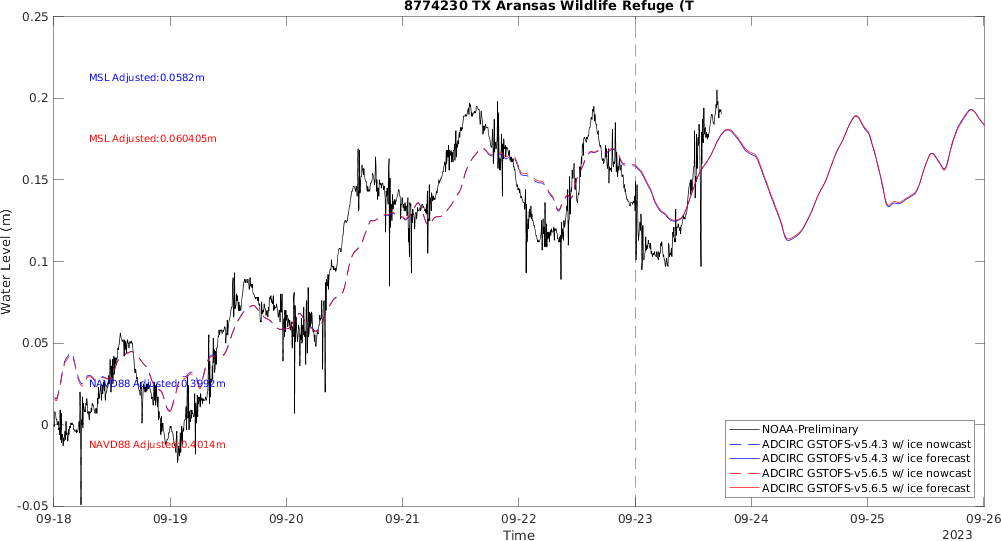 8774230 TX Aransas Wildlife Refuge (T
0.25
0.2
0.15
0.1
0.05
0
-0.05
Water Level (m)
MSL Adjusted:0.0582m
MSL Adjusted:0.060405m
NAVD88 Adjusted:0.3992m
NAVD88 Adjusted:0.4014m
NOAA-Preliminary
ADCIRC GSTOFS-v5.4.3 w/ ice nowcast
ADCIRC GSTOFS-v5.4.3 w/ ice forecast
ADCIRC GSTOFS-v5.6.5 w/ ice nowcast
ADCIRC GSTOFS-v5.6.5 w/ ice forecast
09-18 09-19 09-20 09-21 09-22 09-23 09-24 09-25 09-26
Time
2023